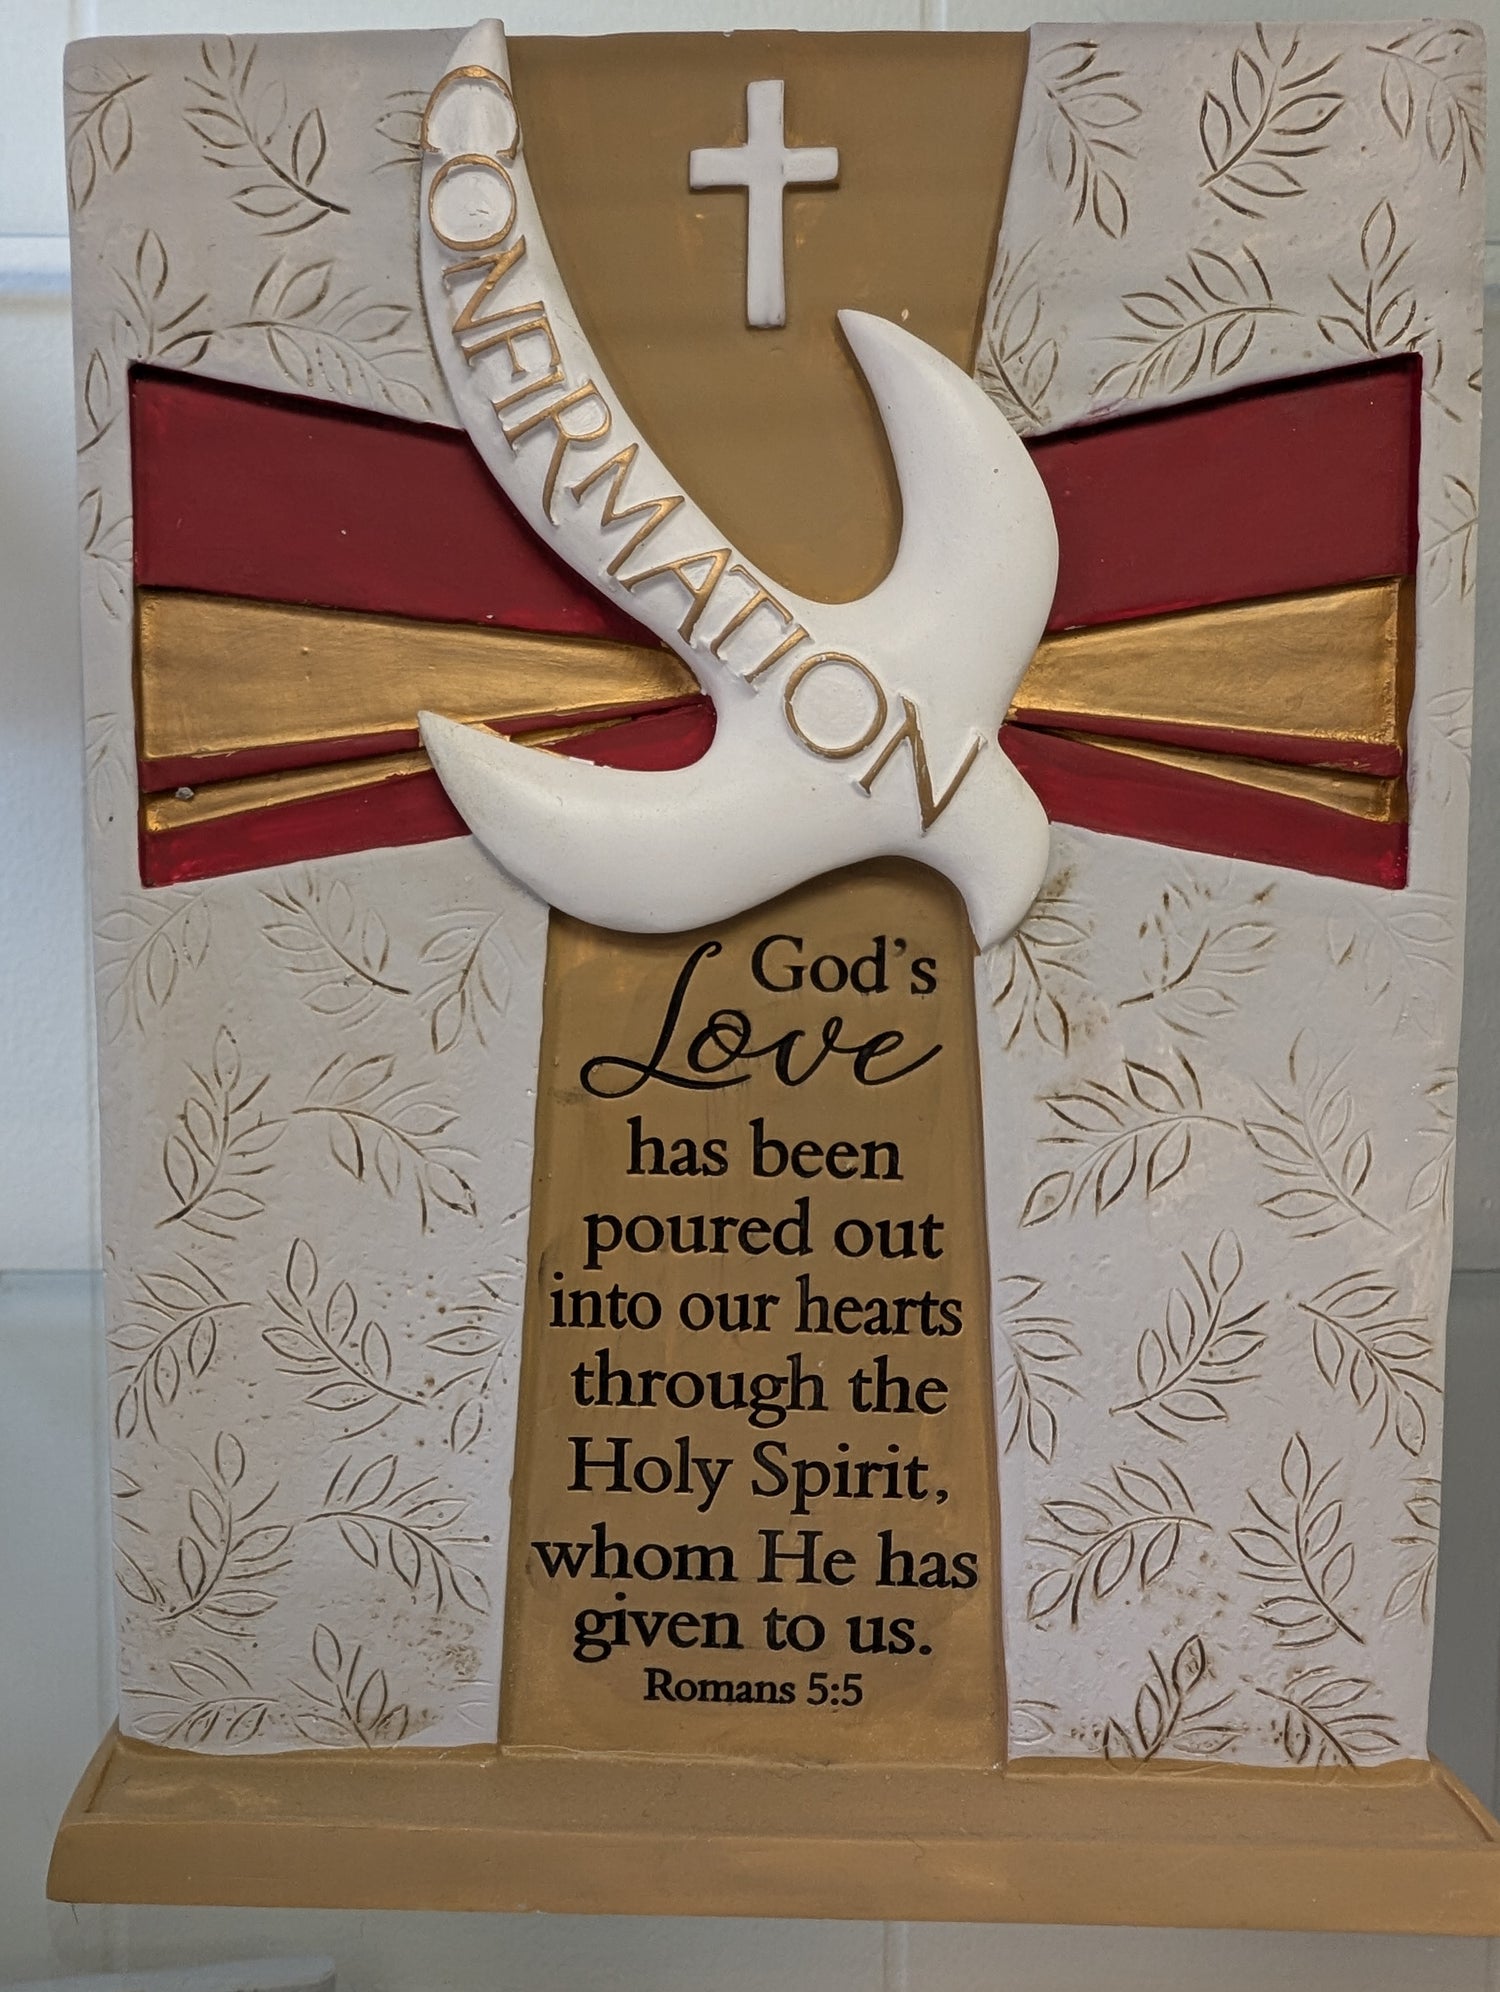 CONFIRMATION
God's
Love
has been
poured out
into our hearts
through the
Holy Spirit,
whom He has
given to us.
Romans 5:5